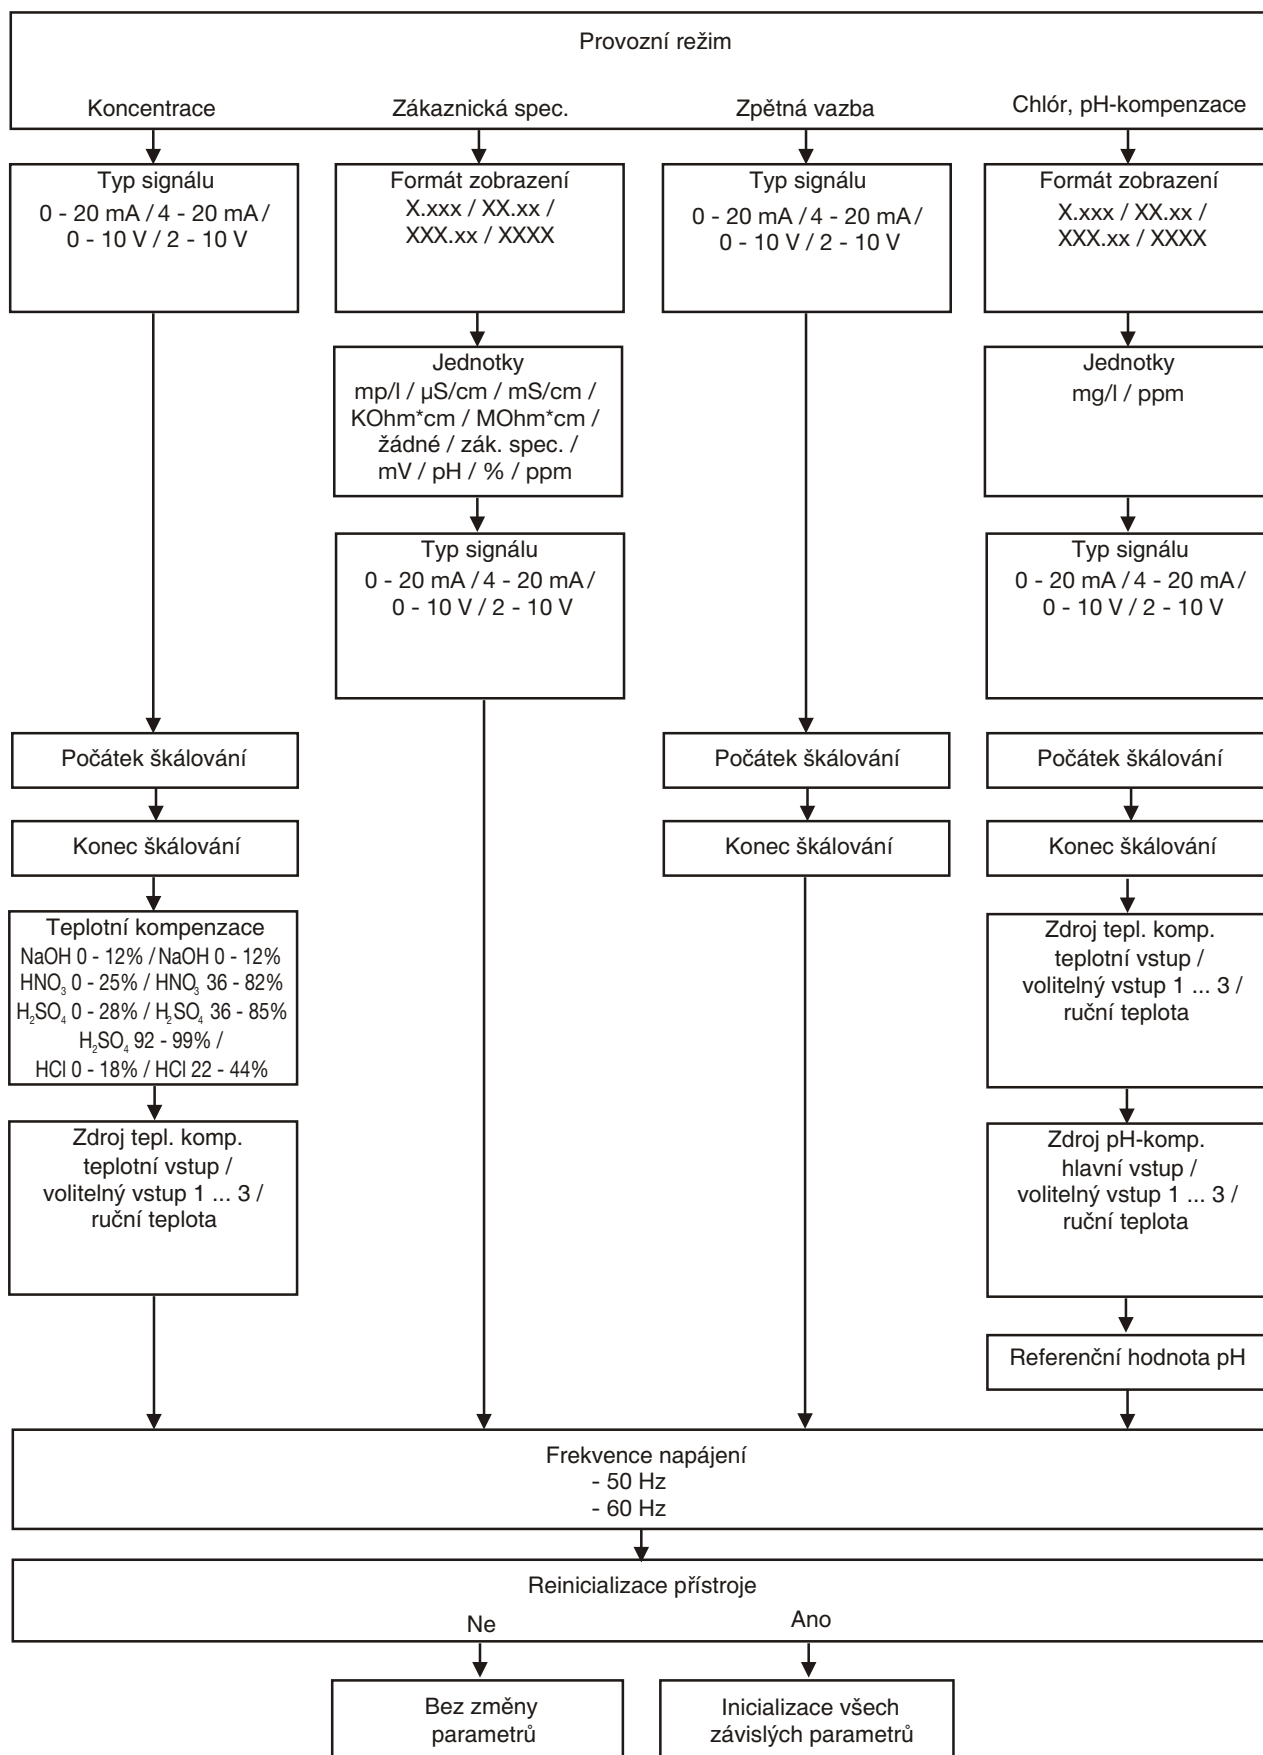 Provozní režim
Koncentrace
Zákaznická spec.
Zpětná vazba
Chlór, pH-kompenzace
Typ signálu
0 - 20 mA / 4 - 20 mA /
0 - 10 V / 2 - 10 V
Formát zobrazení
X.xxx / XX.xx /
XXX.xx / XXXX
Typ signálu
0 - 20 mA / 4 - 20 mA /
0 - 10 V / 2 - 10 V
Formát zobrazení
X.xxx / XX.xx /
XXX.xx / XXXX
Jednotky
mp/l / µS/cm / mS/cm /
KOhm*cm / MOhm*cm /
žádné / zák. spec. /
mV / pH / % / ppm
Jednotky
mg/l / ppm
Typ signálu
0 - 20 mA / 4 - 20 mA /
0 - 10 V / 2 - 10 V
Typ signálu
0 - 20 mA / 4 - 20 mA /
0 - 10 V / 2 - 10 V
Počátek škálování
Počátek škálování
Počátek škálování
Konec škálování
Konec škálování
Konec škálování
Teplotní kompenzace
NaOH 0 - 12% / NaOH 0 - 12%
HNO₃ 0 - 25% / HNO₃ 36 - 82%
H₂SO₄ 0 - 28% / H₂SO₄ 36 - 85%
H₂SO₄ 92 - 99% /
HCl 0 - 18% / HCl 22 - 44%
Zdroj tepl. komp.
teplotní vstup /
volitelný vstup 1 ... 3 /
ruční teplota
Zdroj tepl. komp.
teplotní vstup /
volitelný vstup 1 ... 3 /
ruční teplota
Zdroj pH-komp.
hlavní vstup /
volitelný vstup 1 ... 3 /
ruční teplota
Referenční hodnota pH
Frekvence napájení
- 50 Hz
- 60 Hz
Reinicializace přístroje
Ne
Ano
Bez změny
parametrů
Inicializace všech
závislých parametrů